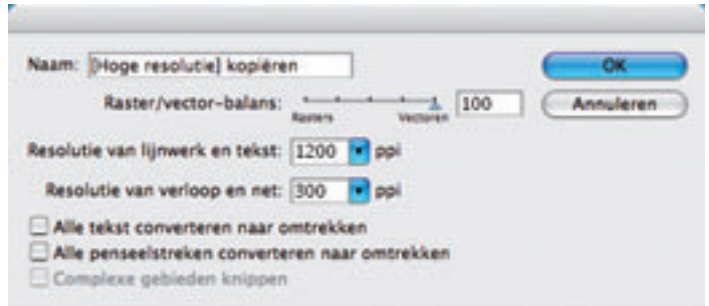 Naam: [Hoge resolutie] kopiëren
OK
Raster/vector-balans: 100
Rasters Vectoren
Annuleren
Resolutie van lijnwerk en tekst: 1200 ppi
Resolutie van verloop en net: 300 ppi
Alle tekst converteren naar omtrekken
Alle penseelstreken converteren naar omtrekken
Complexe gebieden knippen